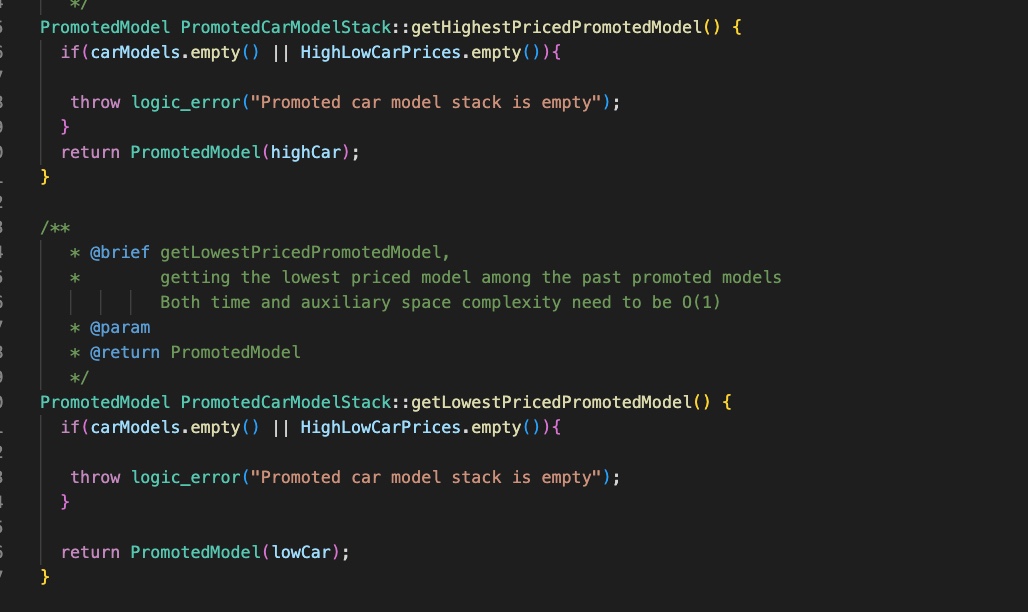 */
PromotedModel PromotedCarModelStack::getHighestPricedPromotedModel() {
if(carModels.empty() || HighLowCarPrices.empty()){
throw logic_error("Promoted car model stack is empty");
}
return PromotedModel(highCar);
}
/**
* @brief getLowestPricedPromotedModel,
* getting the lowest priced model among the past promoted models
Both time and auxiliary space complexity need to be O(1)
* @param
* @return PromotedModel
*/
PromotedModel PromotedCarModelStack::getLowestPricedPromotedModel() {
if(carModels.empty() || HighLowCarPrices.empty()){
throw logic_error("Promoted car model stack is empty");
}
return PromotedModel(lowCar);
}